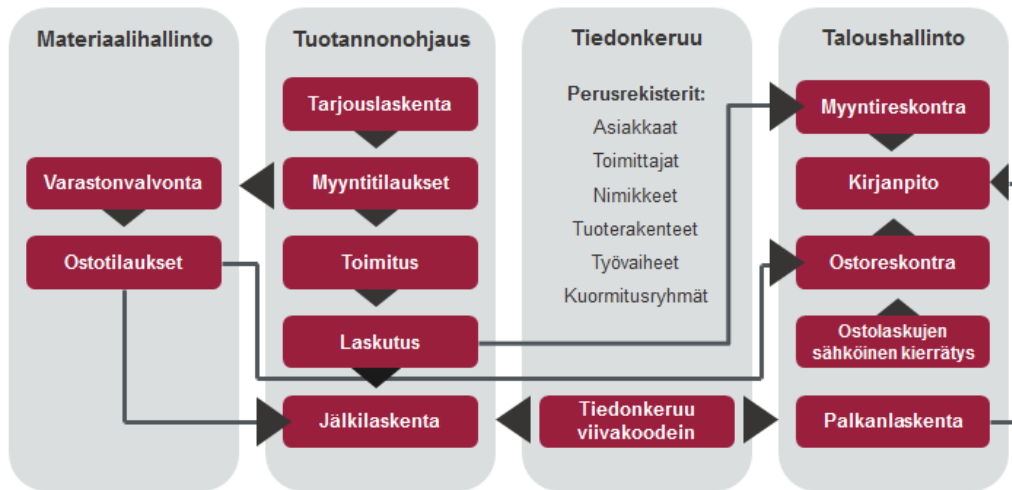 Materiaalihallinto
Varastonvalvonta
Ostotilaukset
Tuotannonohjaus
Tarjouslaskenta
Myyntitilaukset
Toimitus
Laskutus
Jälkilaskenta
Tiedonkeruu
Perusrekisterit:
Asiakkaat
Toimittajat
Nimikkeet
Tuoterakenteet
Työvaiheet
Kuormitusryhmät
Tiedonkeruu
viivakoodein
Taloushallinto
Myyntireskontra
Kirjanpito
Ostoreskontra
Ostolaskujen
sähköinen kierrätys
Palkanlaskenta